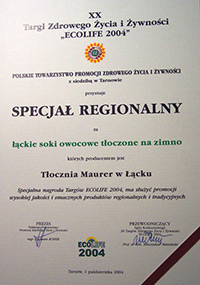 XX
Targi Zdrowego Życia i Żywności
„ECOLIFE 2004”
POLSKIE TOWARZYSTWO PROMOCJI ZDROWEGO ŻYCIA I ŻYWNOŚCI
z siedzibą w Tarnowie
przyznaje
SPECJAŁ REGIONALNY
za
łąckie soki owocowe tłoczone na zimno
których producentem jest
Tłocznia Maurer w Łącku
Specjalna nagroda Targów ECOLIFE 2004, ma służyć promocji
wysokiej jakości i smacznych produktów regionalnych i tradycyjnych
PREZES
PRZEWODNICZĄCY
ECOLIFE
2004
Tarnów, 1 października 2004